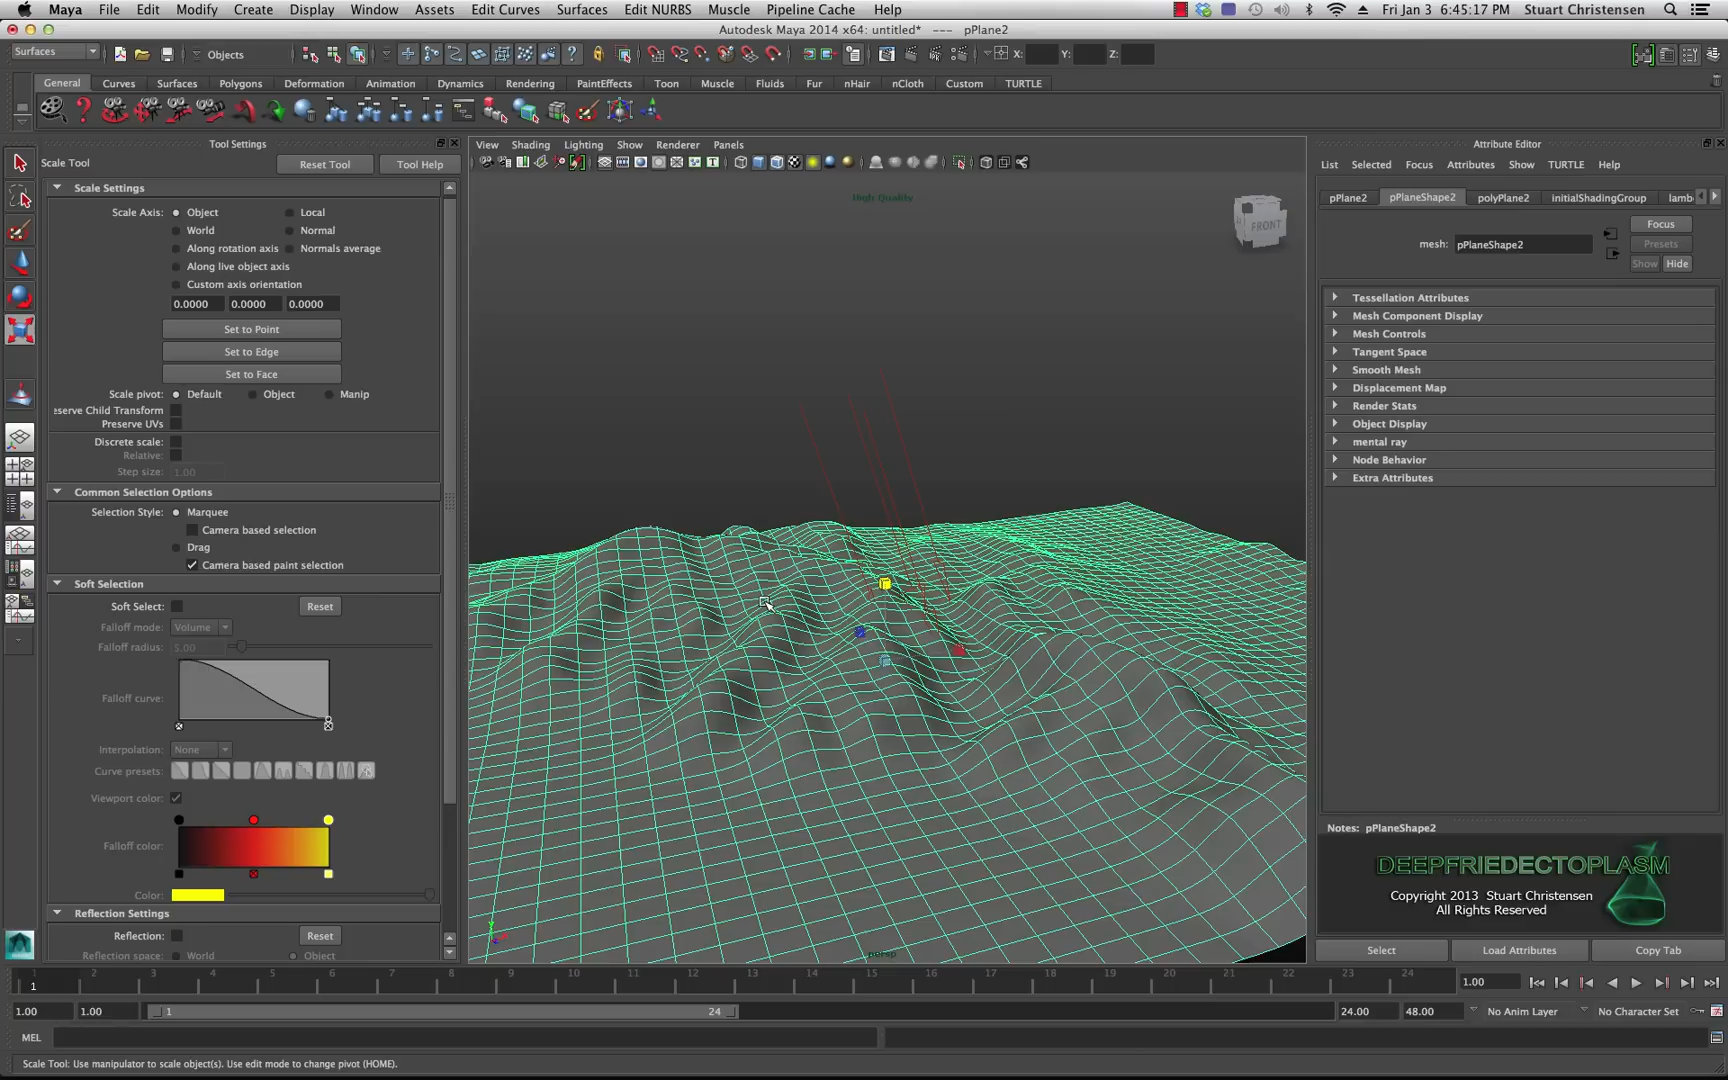 Maya File Edit Modify Create Display Window Assets Edit Curves Surfaces Edit NURBS Muscle Pipeline Cache Help Fri Jan 3 6:45:17 PM Stuart Christensen
Autodesk Maya 2014 x64: untitled* --- pPlane2
Surfaces Objects X: Y: Z:
General Curves Surfaces Polygons Deformation Animation Dynamics Rendering PaintEffects Toon Muscle Fluids Fur nHair nCloth Custom TURTLE
Tool Settings
Scale Tool Reset Tool Tool Help
Scale Settings
Scale Axis: Object Local
World Normal
Along rotation axis Normals average
Along live object axis
Custom axis orientation
0.0000 0.0000 0.0000
Set to Point
Set to Edge
Set to Face
Scale pivot: Default Object Manip
eserve Child Transform
Preserve UVs
Discrete scale:
Relative:
Step size: 1.00
Common Selection Options
Selection Style: Marquee
Camera based selection
Drag
Camera based paint selection
Soft Selection
Soft Select: Reset
Falloff mode: Volume
Falloff radius: 5.00
Falloff curve:
Interpolation: None
Curve presets:
Viewport color:
Falloff color:
Color:
Reflection Settings
Reflection: Reset
Reflection space: World Object
View Shading Lighting Show Renderer Panels
High Quality
FRONT
persp
Attribute Editor
List Selected Focus Attributes Show TURTLE Help
pPlane2 pPlaneShape2 polyPlane2 initialShadingGroup lamb
Focus
mesh: pPlaneShape2 Presets
Show Hide
Tessellation Attributes
Mesh Component Display
Mesh Controls
Tangent Space
Smooth Mesh
Displacement Map
Render Stats
Object Display
mental ray
Node Behavior
Extra Attributes
Notes: pPlaneShape2
DEEPFRIEDECTOPLASM
Copyright 2013 Stuart Christensen
All Rights Reserved
Select Load Attributes Copy Tab
1 2 3 4 5 6 7 8 9 10 11 12 13 14 15 16 17 18 19 20 21 22 23 24 1.00
1
1.00 1.00 1 24 24.00 48.00 No Anim Layer No Character Set
MEL
Scale Tool: Use manipulator to scale object(s). Use edit mode to change pivot (HOME).